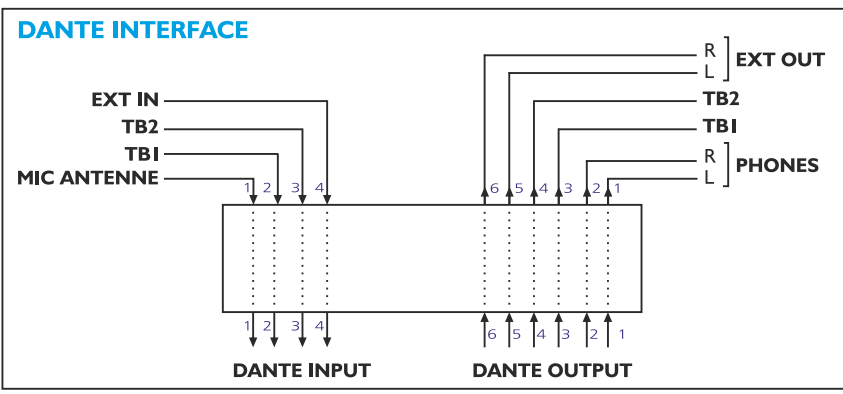 DANTE INTERFACE
R
L
EXT OUT
EXT IN
TB2
TB1
MIC ANTENNE
TB2
TB1
R
L
PHONES
1 2 3 4
6 5 4 3 2 1
1 2 3 4
6 5 4 3 2 1
DANTE INPUT
DANTE OUTPUT